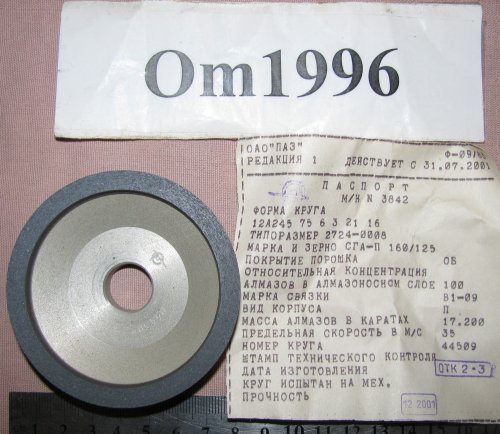 Om1996
ОАО"ПАЗ" Ф-09/
РЕДАКЦИЯ 1 ДЕЙСТВУЕТ С 31.07.2001
ПАСПОРТ
М/Н N 3842
ФОРМА КРУГА
12А245 75 6 3 21 16
ТИПОРАЗМЕР 2724-0008
МАРКА И ЗЕРНО СГА-П 160/125
ПОКРЫТИЕ ПОРОШКА ОБ
ОТНОСИТЕЛЬНАЯ КОНЦЕНТРАЦИЯ
АЛМАЗОВ В АЛМАЗОНОСНОМ СЛОЕ 100
МАРКА СВЯЗКИ В1-09
ВИД КОРПУСА П
МАССА АЛМАЗОВ В КАРАТАХ 17.200
ПРЕДЕЛЬНАЯ СКОРОСТЬ В М/С 35
НОМЕР КРУГА 44509
ШТАМП ТЕХНИЧЕСКОГО КОНТРОЛЯ
ДАТА ИЗГОТОВЛЕНИЯ ОТК 2-3
КРУГ ИСПЫТАН НА МЕХ.
ПРОЧНОСТЬ
12.2001
1 2 3 4 5 6 7 8 9 10 11 12 13 14 15 16 17 18